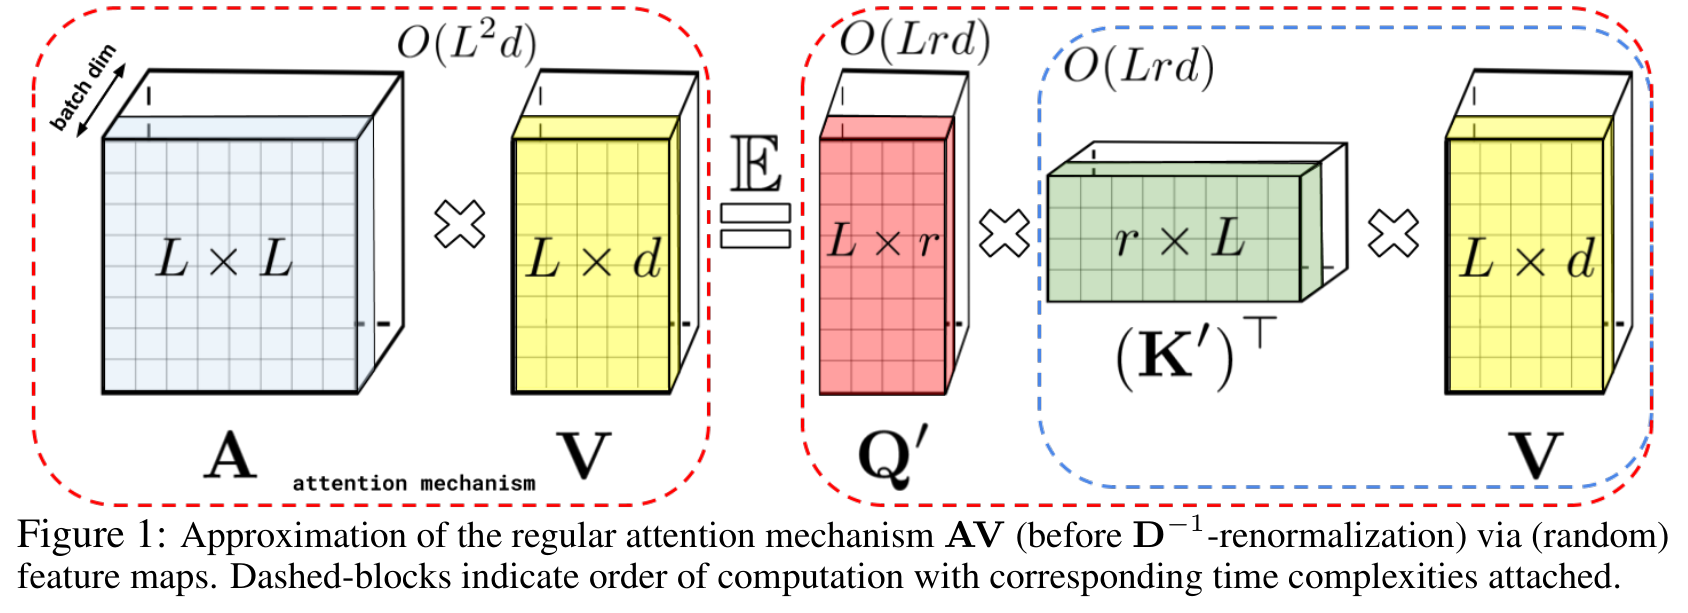 batch dim
O(L²d)
L × L
L × d
A
V
attention mechanism
𝔼
O(Lrd)
O(Lrd)
L × r
r × L
L × d
Q′
(K′)⊤
V
Figure 1: Approximation of the regular attention mechanism AV (before D⁻¹-renormalization) via (random)
feature maps. Dashed-blocks indicate order of computation with corresponding time complexities attached.